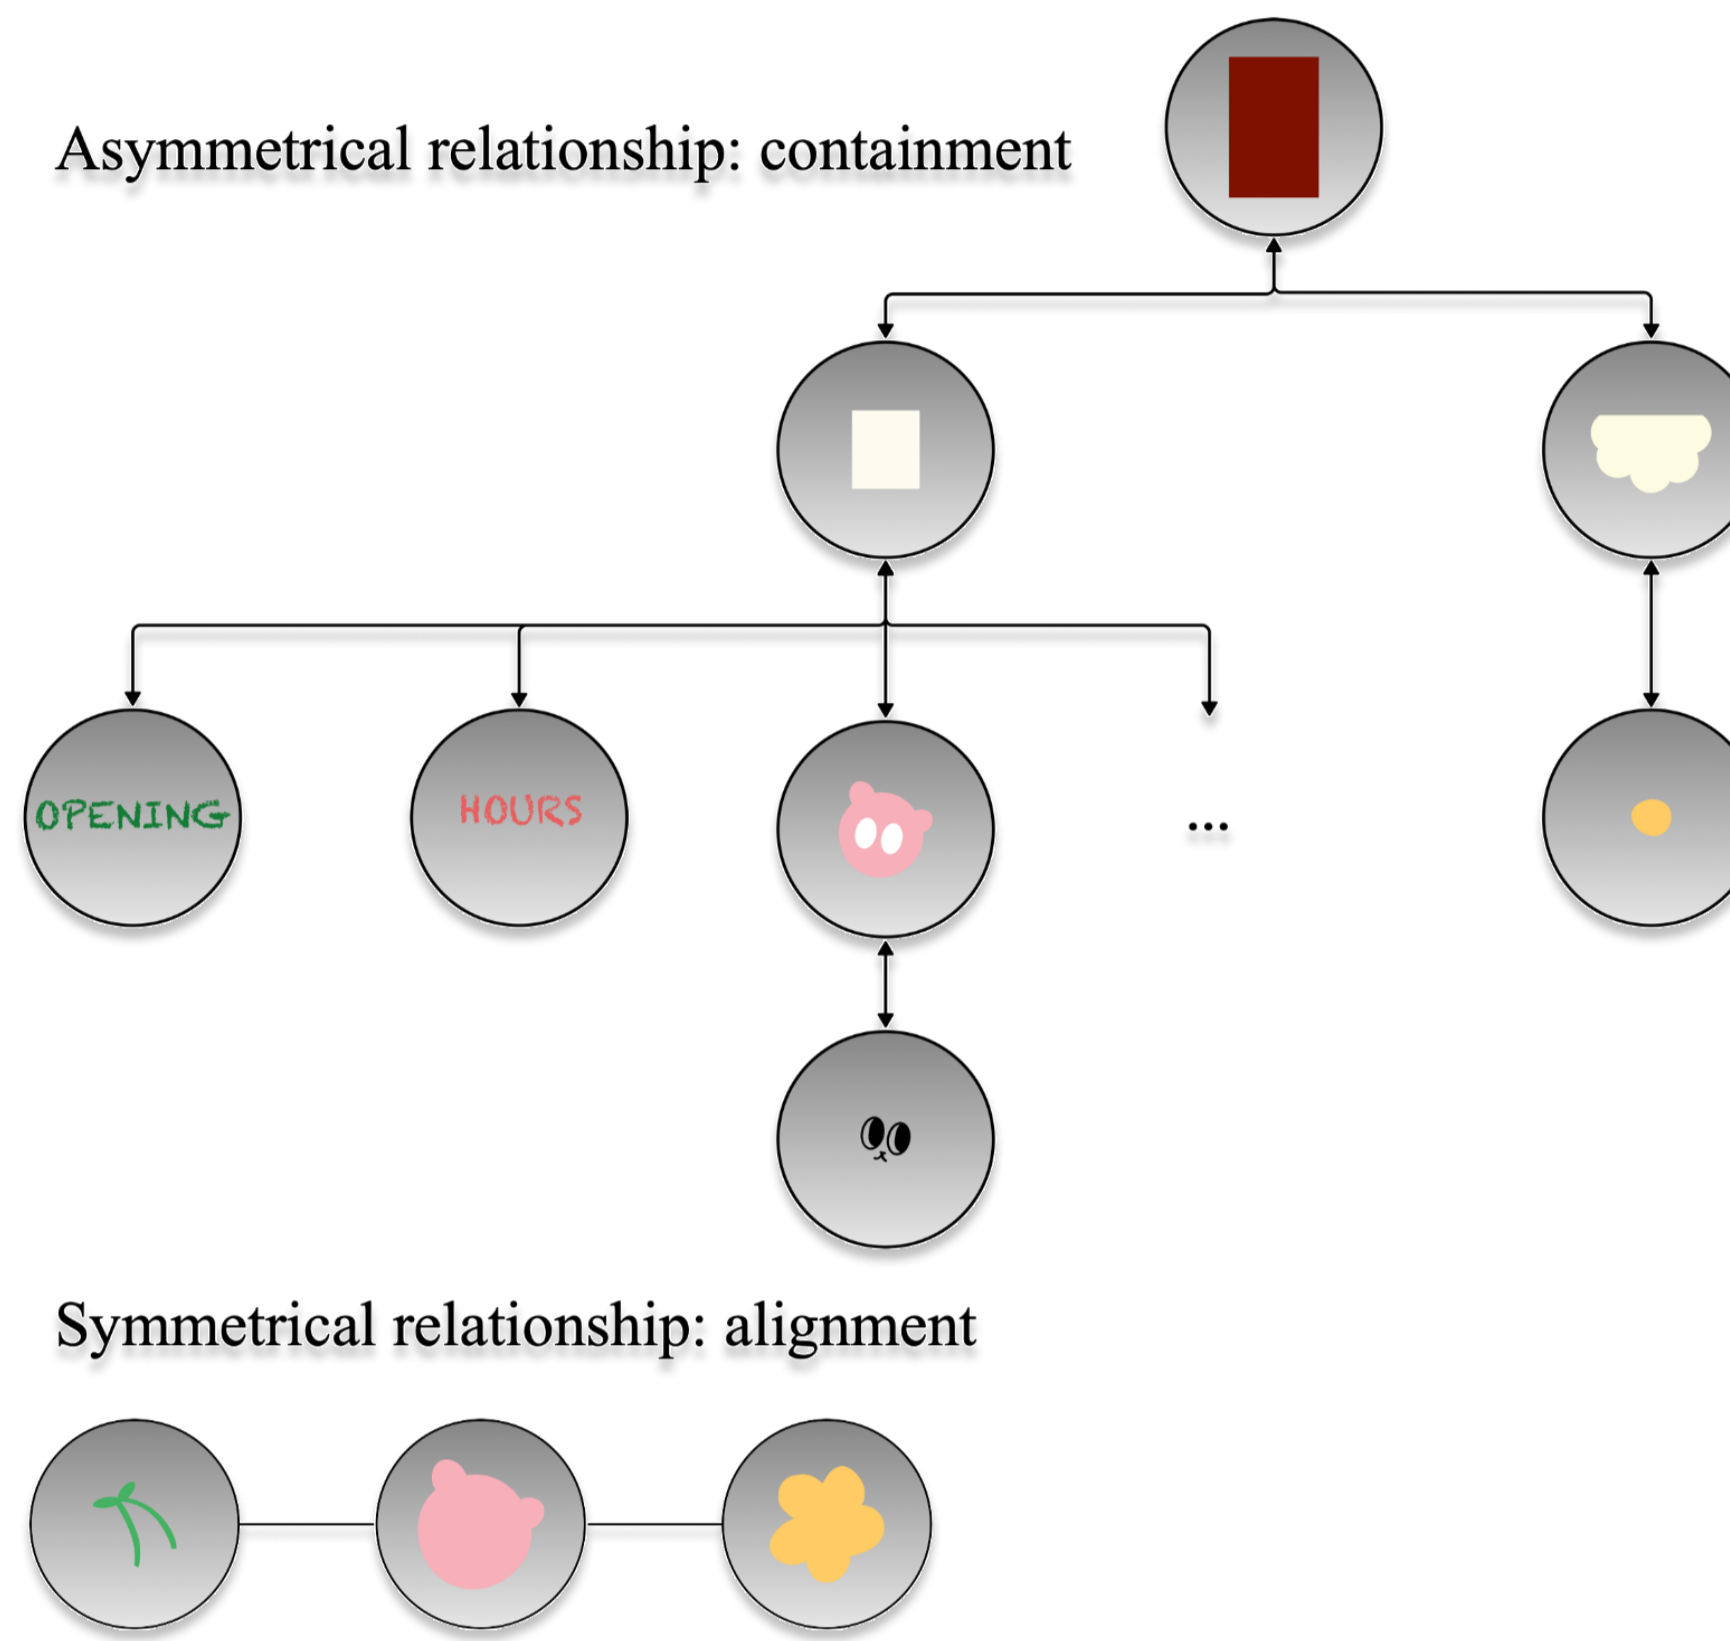 Asymmetrical relationship: containment
OPENING
HOURS
...
Symmetrical relationship: alignment